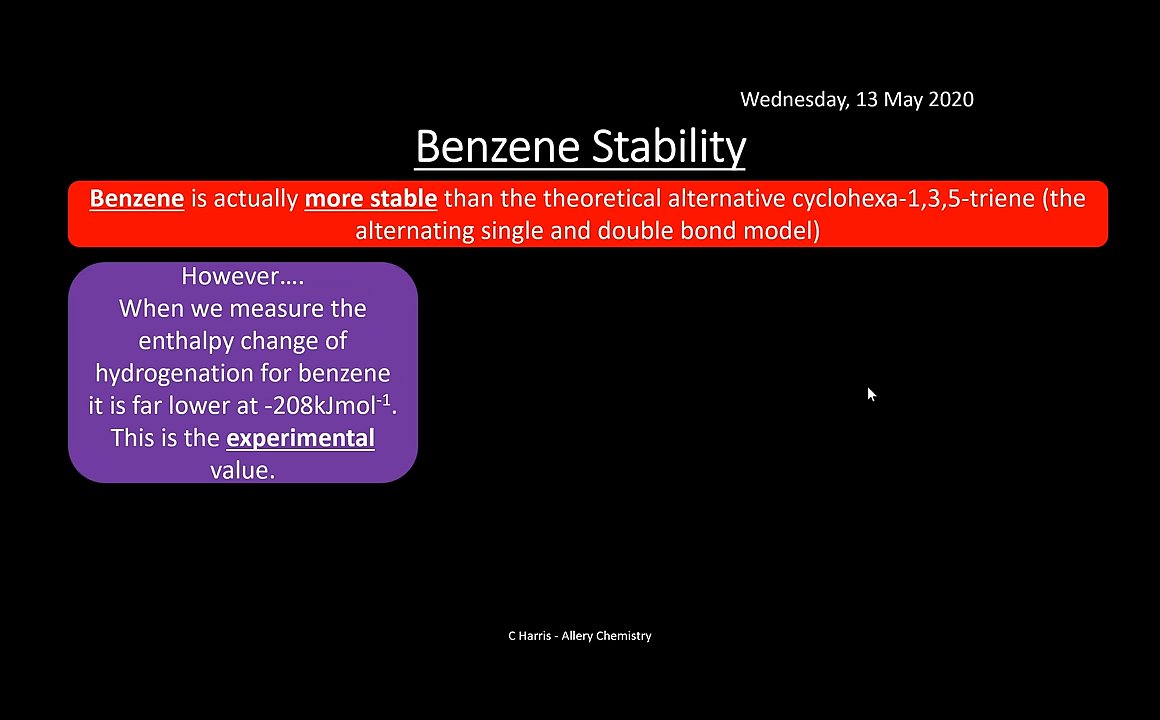 Wednesday, 13 May 2020
Benzene Stability
Benzene is actually more stable than the theoretical alternative cyclohexa-1,3,5-triene (the
alternating single and double bond model)
However....
When we measure the
enthalpy change of
hydrogenation for benzene
it is far lower at -208kJmol⁻¹.
This is the experimental
value.
C Harris - Allery Chemistry